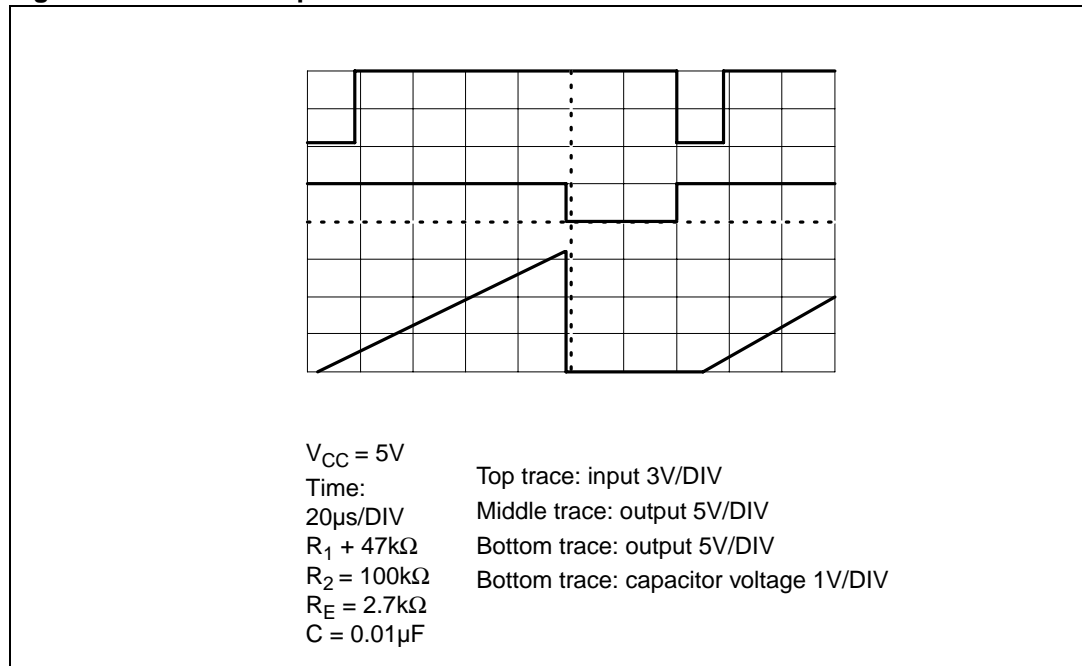 V_CC = 5V
Time:
20µs/DIV
R_1 + 47kΩ
R_2 = 100kΩ
R_E = 2.7kΩ
C = 0.01µF
Top trace: input 3V/DIV
Middle trace: output 5V/DIV
Bottom trace: output 5V/DIV
Bottom trace: capacitor voltage 1V/DIV